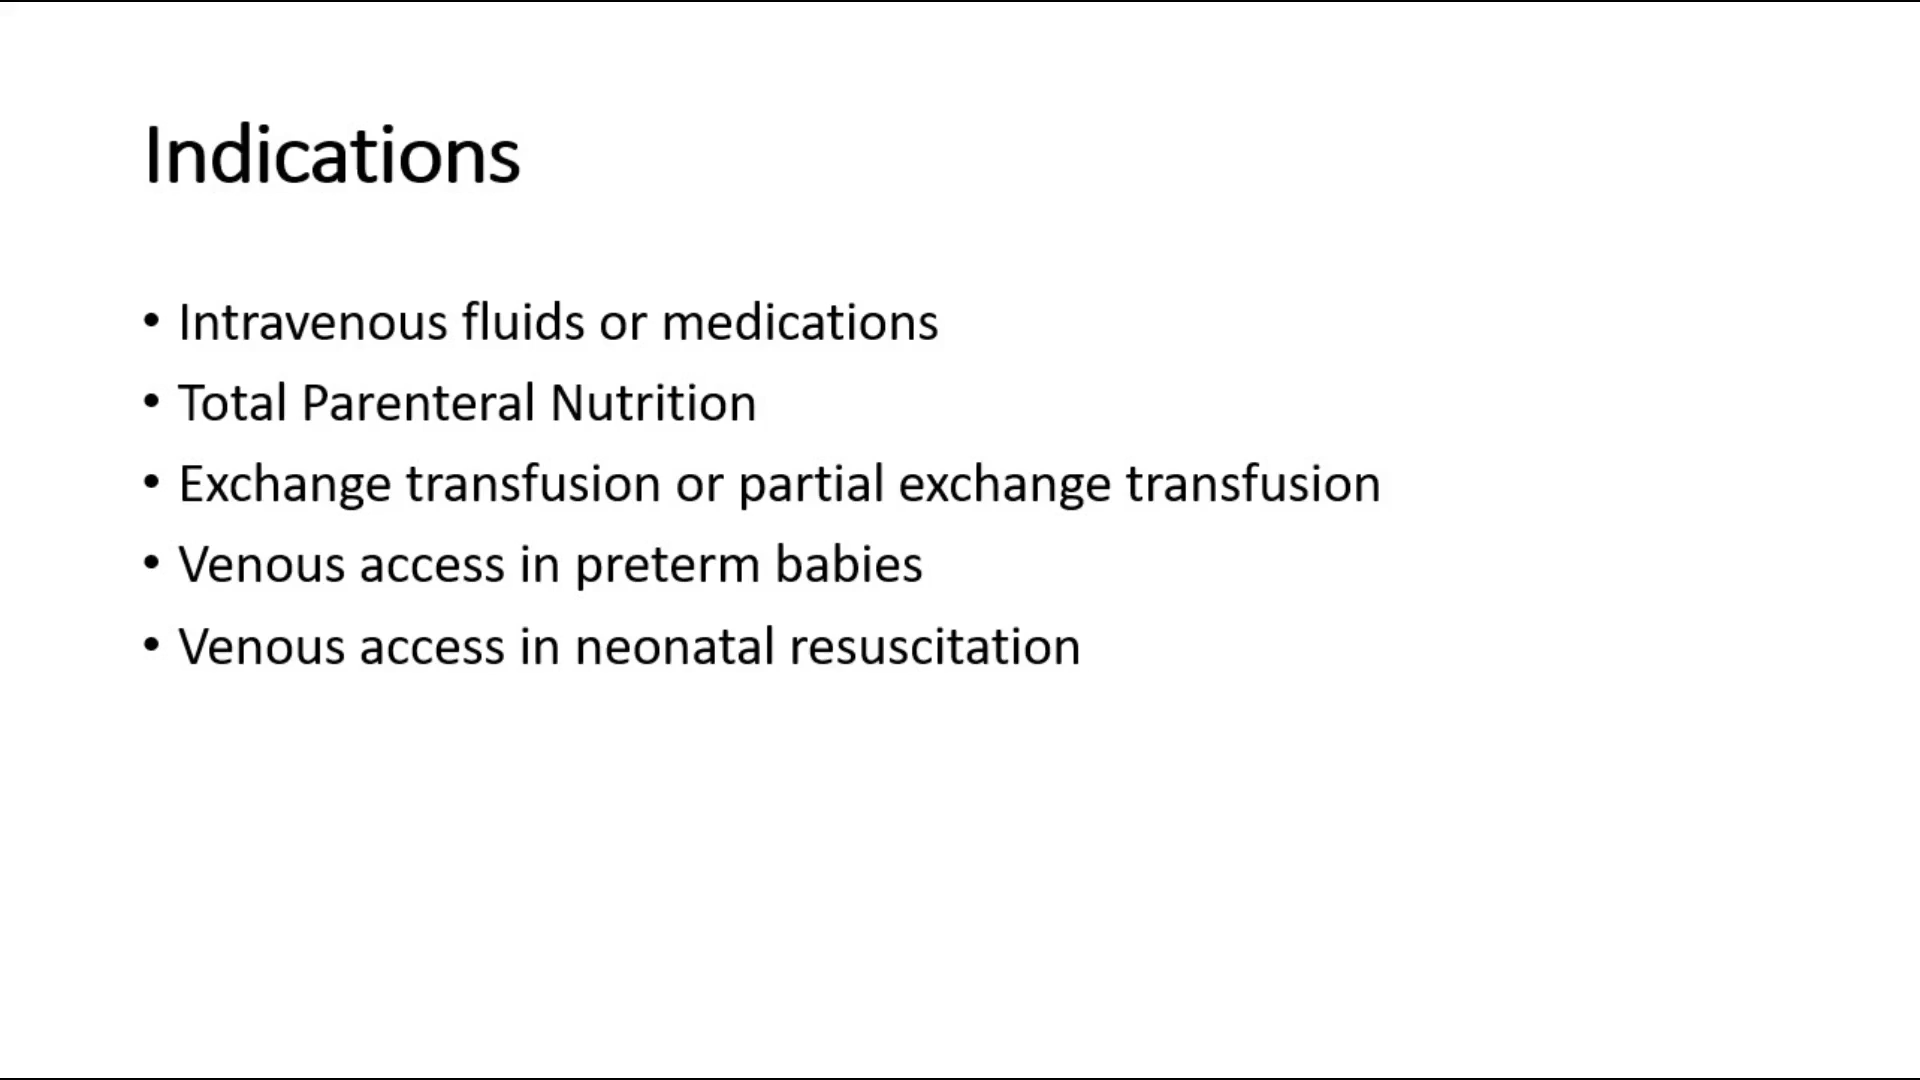 Indications
• Intravenous fluids or medications
• Total Parenteral Nutrition
• Exchange transfusion or partial exchange transfusion
• Venous access in preterm babies
• Venous access in neonatal resuscitation